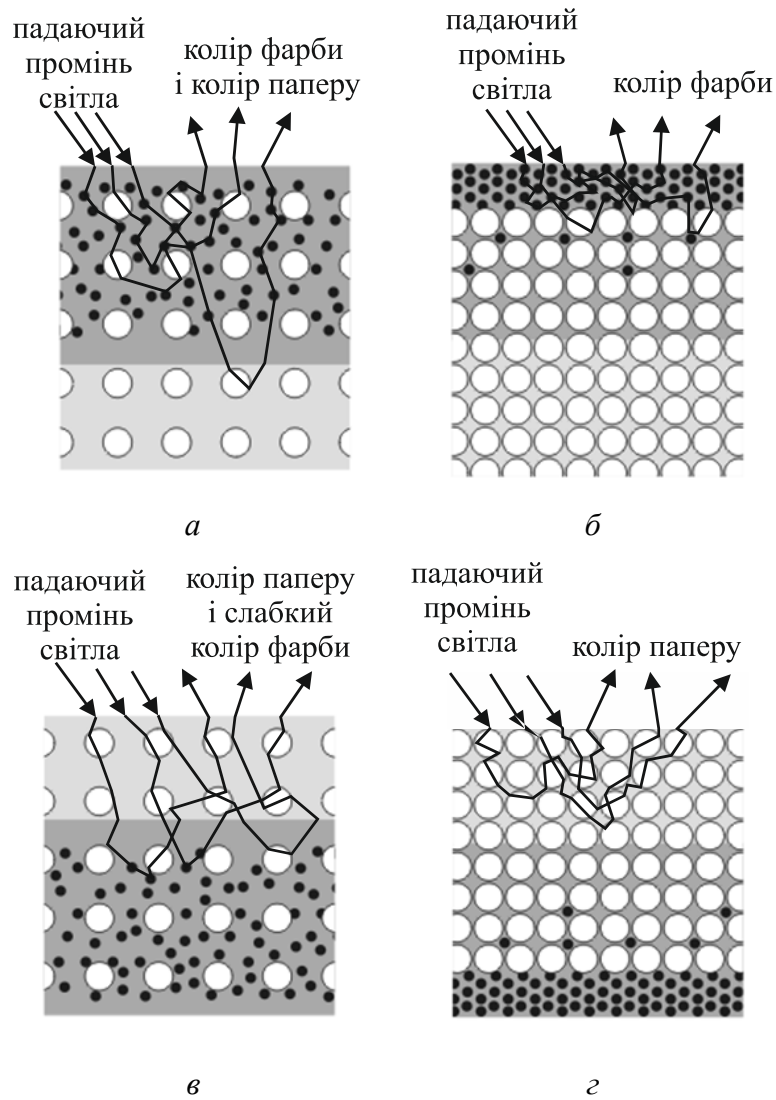 падаючий
промінь
світла
колір фарби
і колір паперу
падаючий
промінь
світла
колір фарби
а
б
падаючий
промінь
світла
колір паперу
і слабкий
колір фарби
падаючий
промінь
світла
колір паперу
в
г